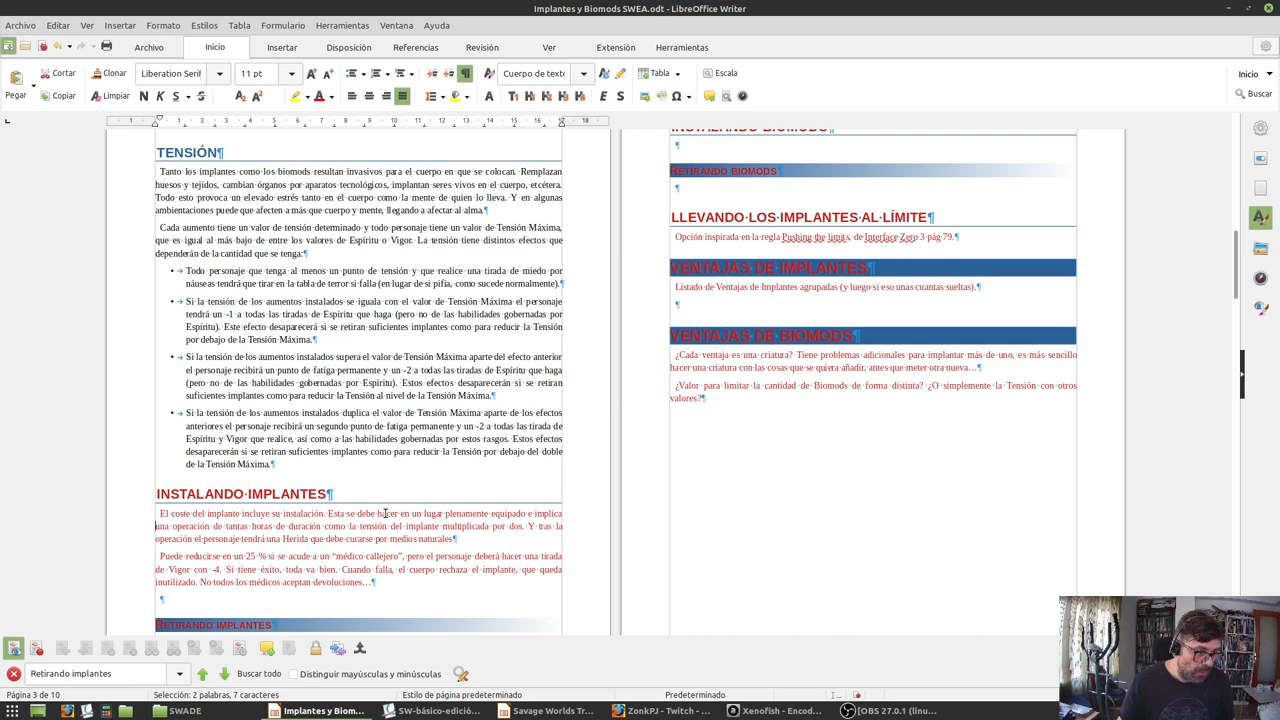 Implantes y Biomods SWEA.odt - LibreOffice Writer
Archivo Editar Ver Insertar Formato Estilos Tabla Formulario Herramientas Ventana Ayuda
Archivo Inicio Insertar Disposición Referencias Revisión Ver Extensión Herramientas
Pegar Cortar Clonar Liberation Serif 11 pt Cuerpo de texto Tabla Escala Inicio
Copiar Limpiar Buscar
TENSIÓN¶
Tanto los implantes como los biomods resultan invasivos para el cuerpo en que se colocan. Remplazan
huesos y tejidos, cambian órganos por aparatos tecnológicos, implantan seres vivos en el cuerpo, etcétera.
Todo esto provoca un elevado estrés tanto en el cuerpo como la mente de quien lo lleva. Y en algunas
ambientaciones puede que afecten a más que cuerpo y mente, llegando a afectar al alma.¶
Cada aumento tiene un valor de tensión determinado y todo personaje tiene un valor de Tensión Máxima,
que es igual al más bajo de entre los valores de Espíritu o Vigor. La tensión tiene distintos efectos que
dependerán de la cantidad que se tenga:¶
• Todo personaje que tenga al menos un punto de tensión y que realice una tirada de miedo por
náuseas tendrá que tirar en la tabla de terror si falla (en lugar de si pifia, como sucede normalmente).¶
• Si la tensión de los aumentos instalados se iguala con el valor de Tensión Máxima el personaje
tendrá un -1 a todas las tiradas de Espíritu que haga (pero no de las habilidades gobernadas por
Espíritu). Este efecto desaparecerá si se retiran suficientes implantes como para reducir la Tensión
por debajo de la Tensión Máxima.¶
• Si la tensión de los aumentos instalados supera el valor de Tensión Máxima aparte del efecto anterior
el personaje recibirá un punto de fatiga permanente y un -2 a todas las tiradas de Espíritu que haga
(pero no de las habilidades gobernadas por Espíritu). Estos efectos desaparecerán si se retiran
suficientes implantes como para reducir la Tensión al nivel de la Tensión Máxima.¶
• Si la tensión de los aumentos instalados duplica el valor de Tensión Máxima aparte de los efectos
anteriores el personaje recibirá un segundo punto de fatiga permanente y un -2 a todas las tirada de
Espíritu y Vigor que realice, así como a las habilidades gobernadas por estos rasgos. Estos efectos
desaparecerán si se retiran suficientes implantes como para reducir la Tensión por debajo del doble
de la Tensión Máxima.¶
INSTALANDO IMPLANTES¶
El coste del implante incluye su instalación. Esta se debe hacer en un lugar plenamente equipado e implica
una operación de tantas horas de duración como la tensión del implante multiplicada por dos. Y tras la
operación el personaje tendrá una Herida que debe curarse por medios naturales¶
Puede reducirse en un 25 % si se acude a un “médico callejero”, pero el personaje deberá hacer una tirada
de Vigor con -4. Si tiene éxito, toda va bien. Cuando falla, el cuerpo rechaza el implante, que queda
inutilizado. No todos los médicos aceptan devoluciones…¶
RETIRANDO IMPLANTES¶
INSTALANDO BIOMODS¶
RETIRANDO BIOMODS¶
LLEVANDO LOS IMPLANTES AL LÍMITE¶
Opción inspirada en la regla Pushing the limits, de Interface Zero 3 pág 79.¶
VENTAJAS DE IMPLANTES¶
Listado de Ventajas de Implantes agrupadas (y luego si eso unas cuantas sueltas).¶
VENTAJAS DE BIOMODS¶
¿Cada ventaja es una criatura? Tiene problemas adicionales para implantar más de uno, es más sencillo
hacer una criatura con las cosas que se quiera añadir, antes que meter otra nueva…¶
¿Valor para limitar la cantidad de Biomods de forma distinta? ¿O simplemente la Tensión con otros
valores?¶
Retirando implantes Buscar todo Distinguir mayúsculas y minúsculas
Página 3 de 10 Selección: 2 palabras, 7 caracteres Estilo de página predeterminado Predeterminado
SWADE Implantes y Biom... SW-básico-edició... Savage Worlds Tr... ZonkPJ - Twitch - ... Xenofish - Encod... [OBS 27.0.1 (linu...